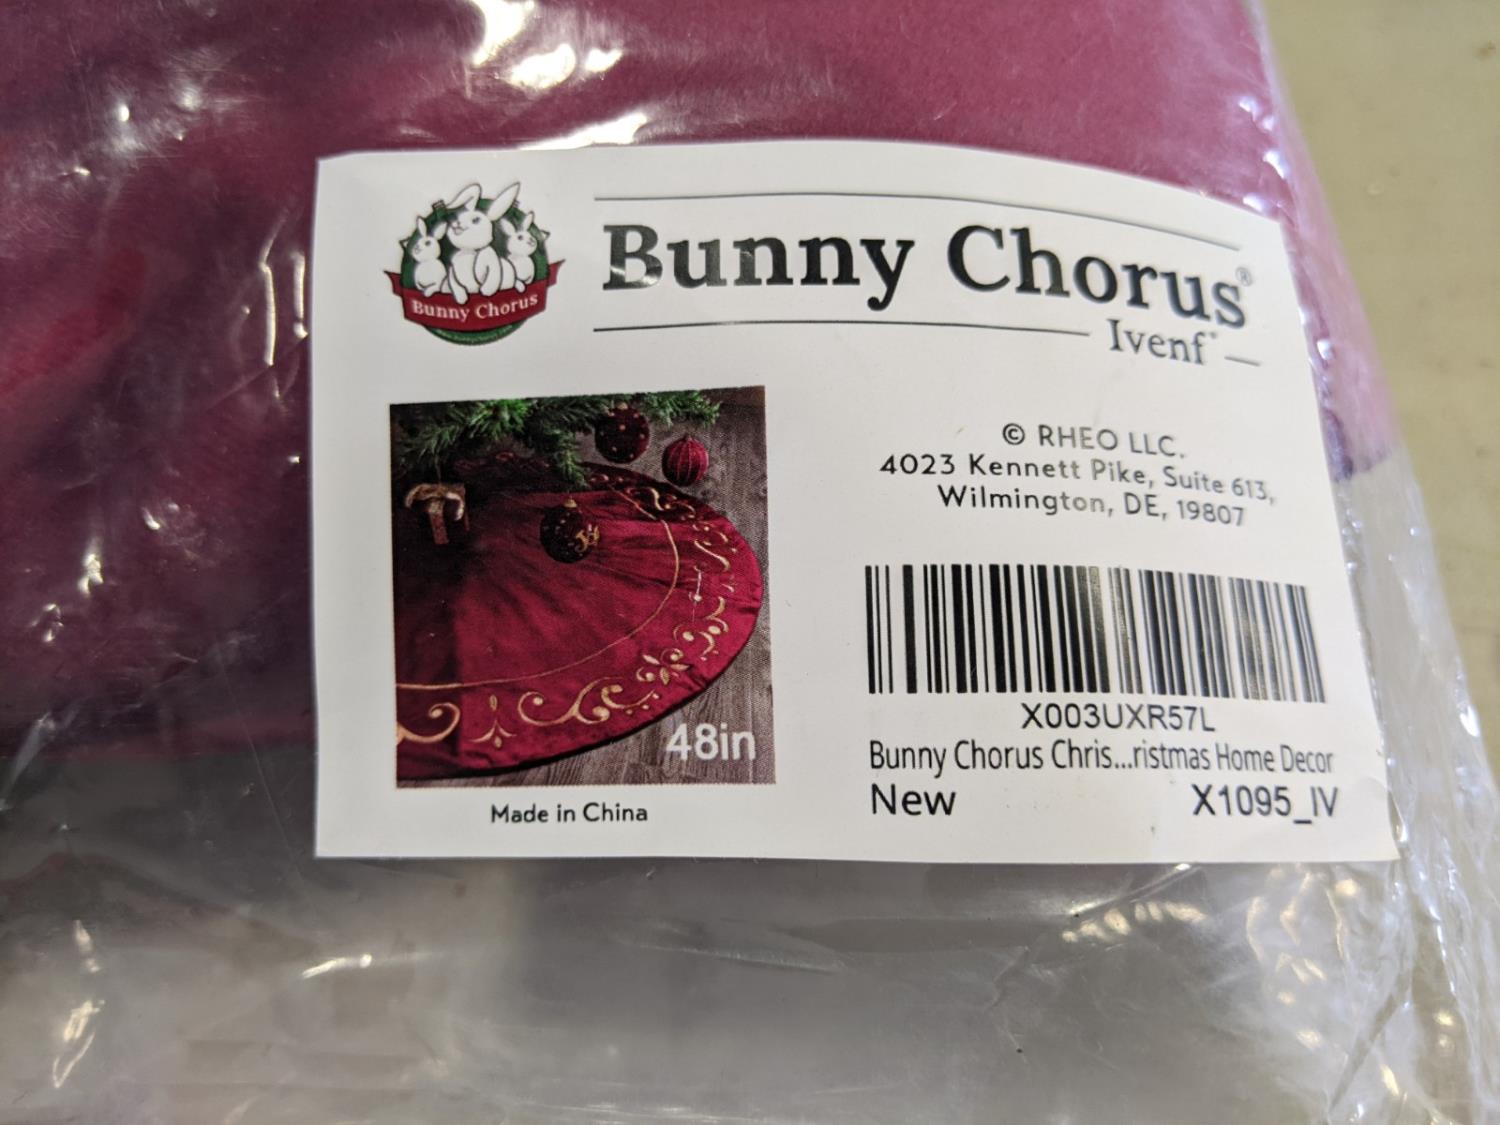 Bunny Chorus
Bunny Chorus®
Ivenf
© RHEO LLC.
4023 Kennett Pike, Suite 613,
Wilmington, DE, 19807
48in
Made in China
X003UXR57L
Bunny Chorus Chris...ristmas Home Decor
New X1095_IV